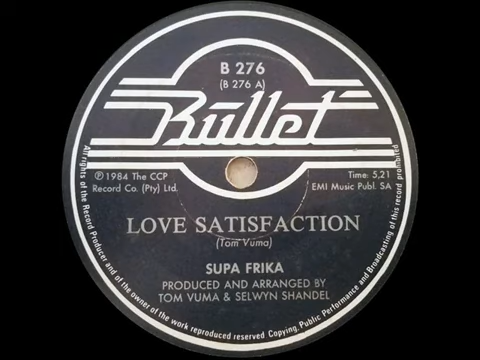 B 276
(B 276 A)
Bullet
℗ 1984 The CCP
Record Co. (Pty) Ltd.
Time: 5,21
EMI Music Publ. SA
LOVE SATISFACTION
(Tom Vuma)
SUPA FRIKA
PRODUCED AND ARRANGED BY
TOM VUMA & SELWYN SHANDEL
All rights of the Record Producer and of the owner of the work reproduced reserved Copying, Public Performance and Broadcasting of this record prohibited